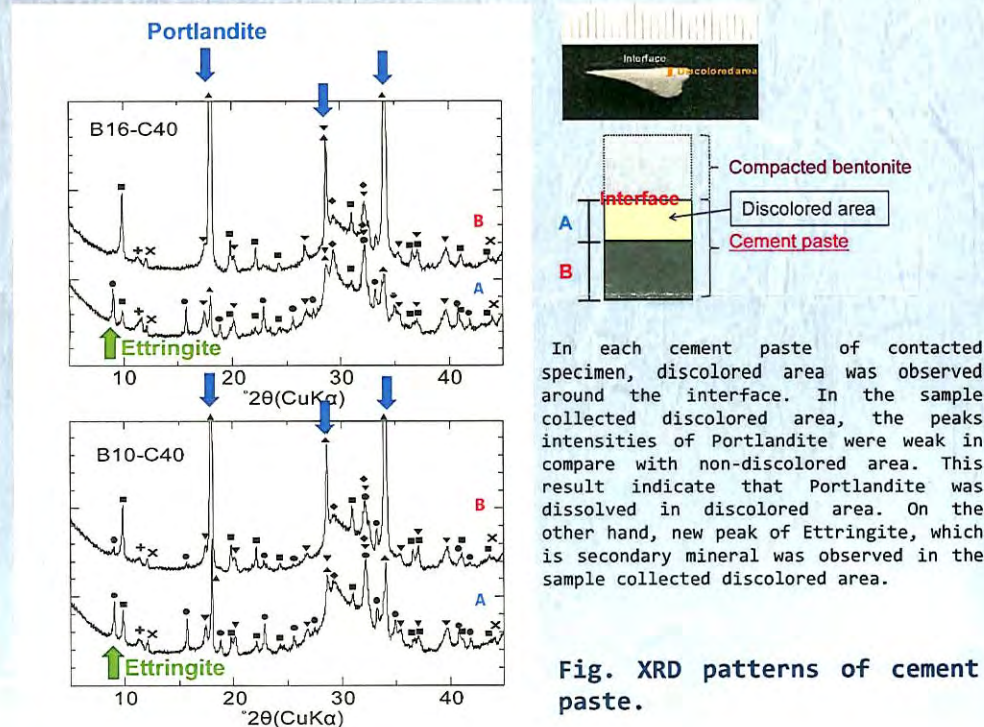 Portlandite
B16-C40
B
A
Ettringite
10 20 30 40
°2θ(CuKα)
B10-C40
B
A
Ettringite
10 20 30 40
°2θ(CuKα)
Interface
Discolored area
Compacted bentonite
Interface
Discolored area
A
Cement paste
B
In each cement paste of contacted
specimen, discolored area was observed
around the interface. In the sample
collected discolored area, the peaks
intensities of Portlandite were weak in
compare with non-discolored area. This
result indicate that Portlandite was
dissolved in discolored area. On the
other hand, new peak of Ettringite, which
is secondary mineral was observed in the
sample collected discolored area.
Fig. XRD patterns of cement
paste.